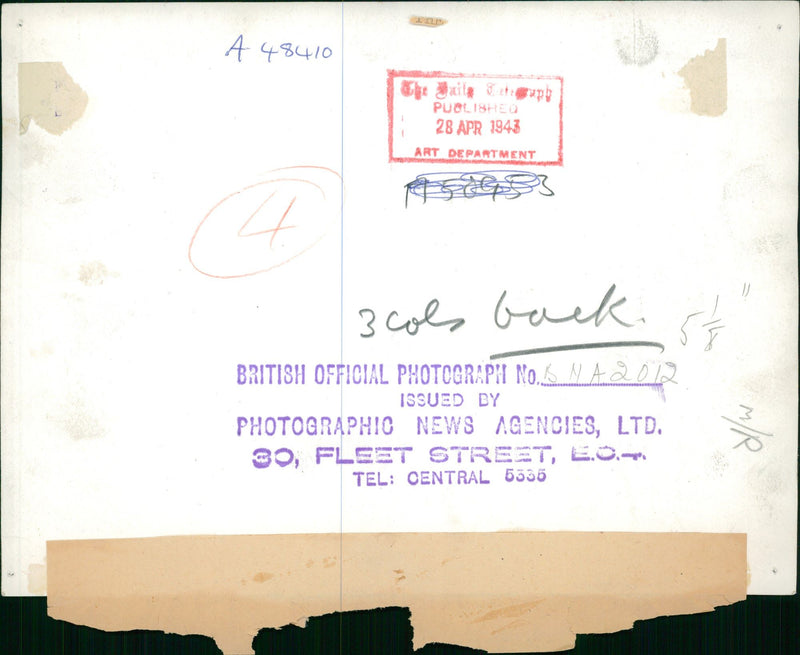 A 48410
The Daily Telegraph
PUBLISHED
28 APR 1943
ART DEPARTMENT
4
3 cols back.
5 1/8 "
BRITISH OFFICIAL PHOTOGRAPH No. BNA2012
ISSUED BY
PHOTOGRAPHIC NEWS AGENCIES, LTD.
30, FLEET STREET, E.C.4.
TEL: CENTRAL 5335
M/R